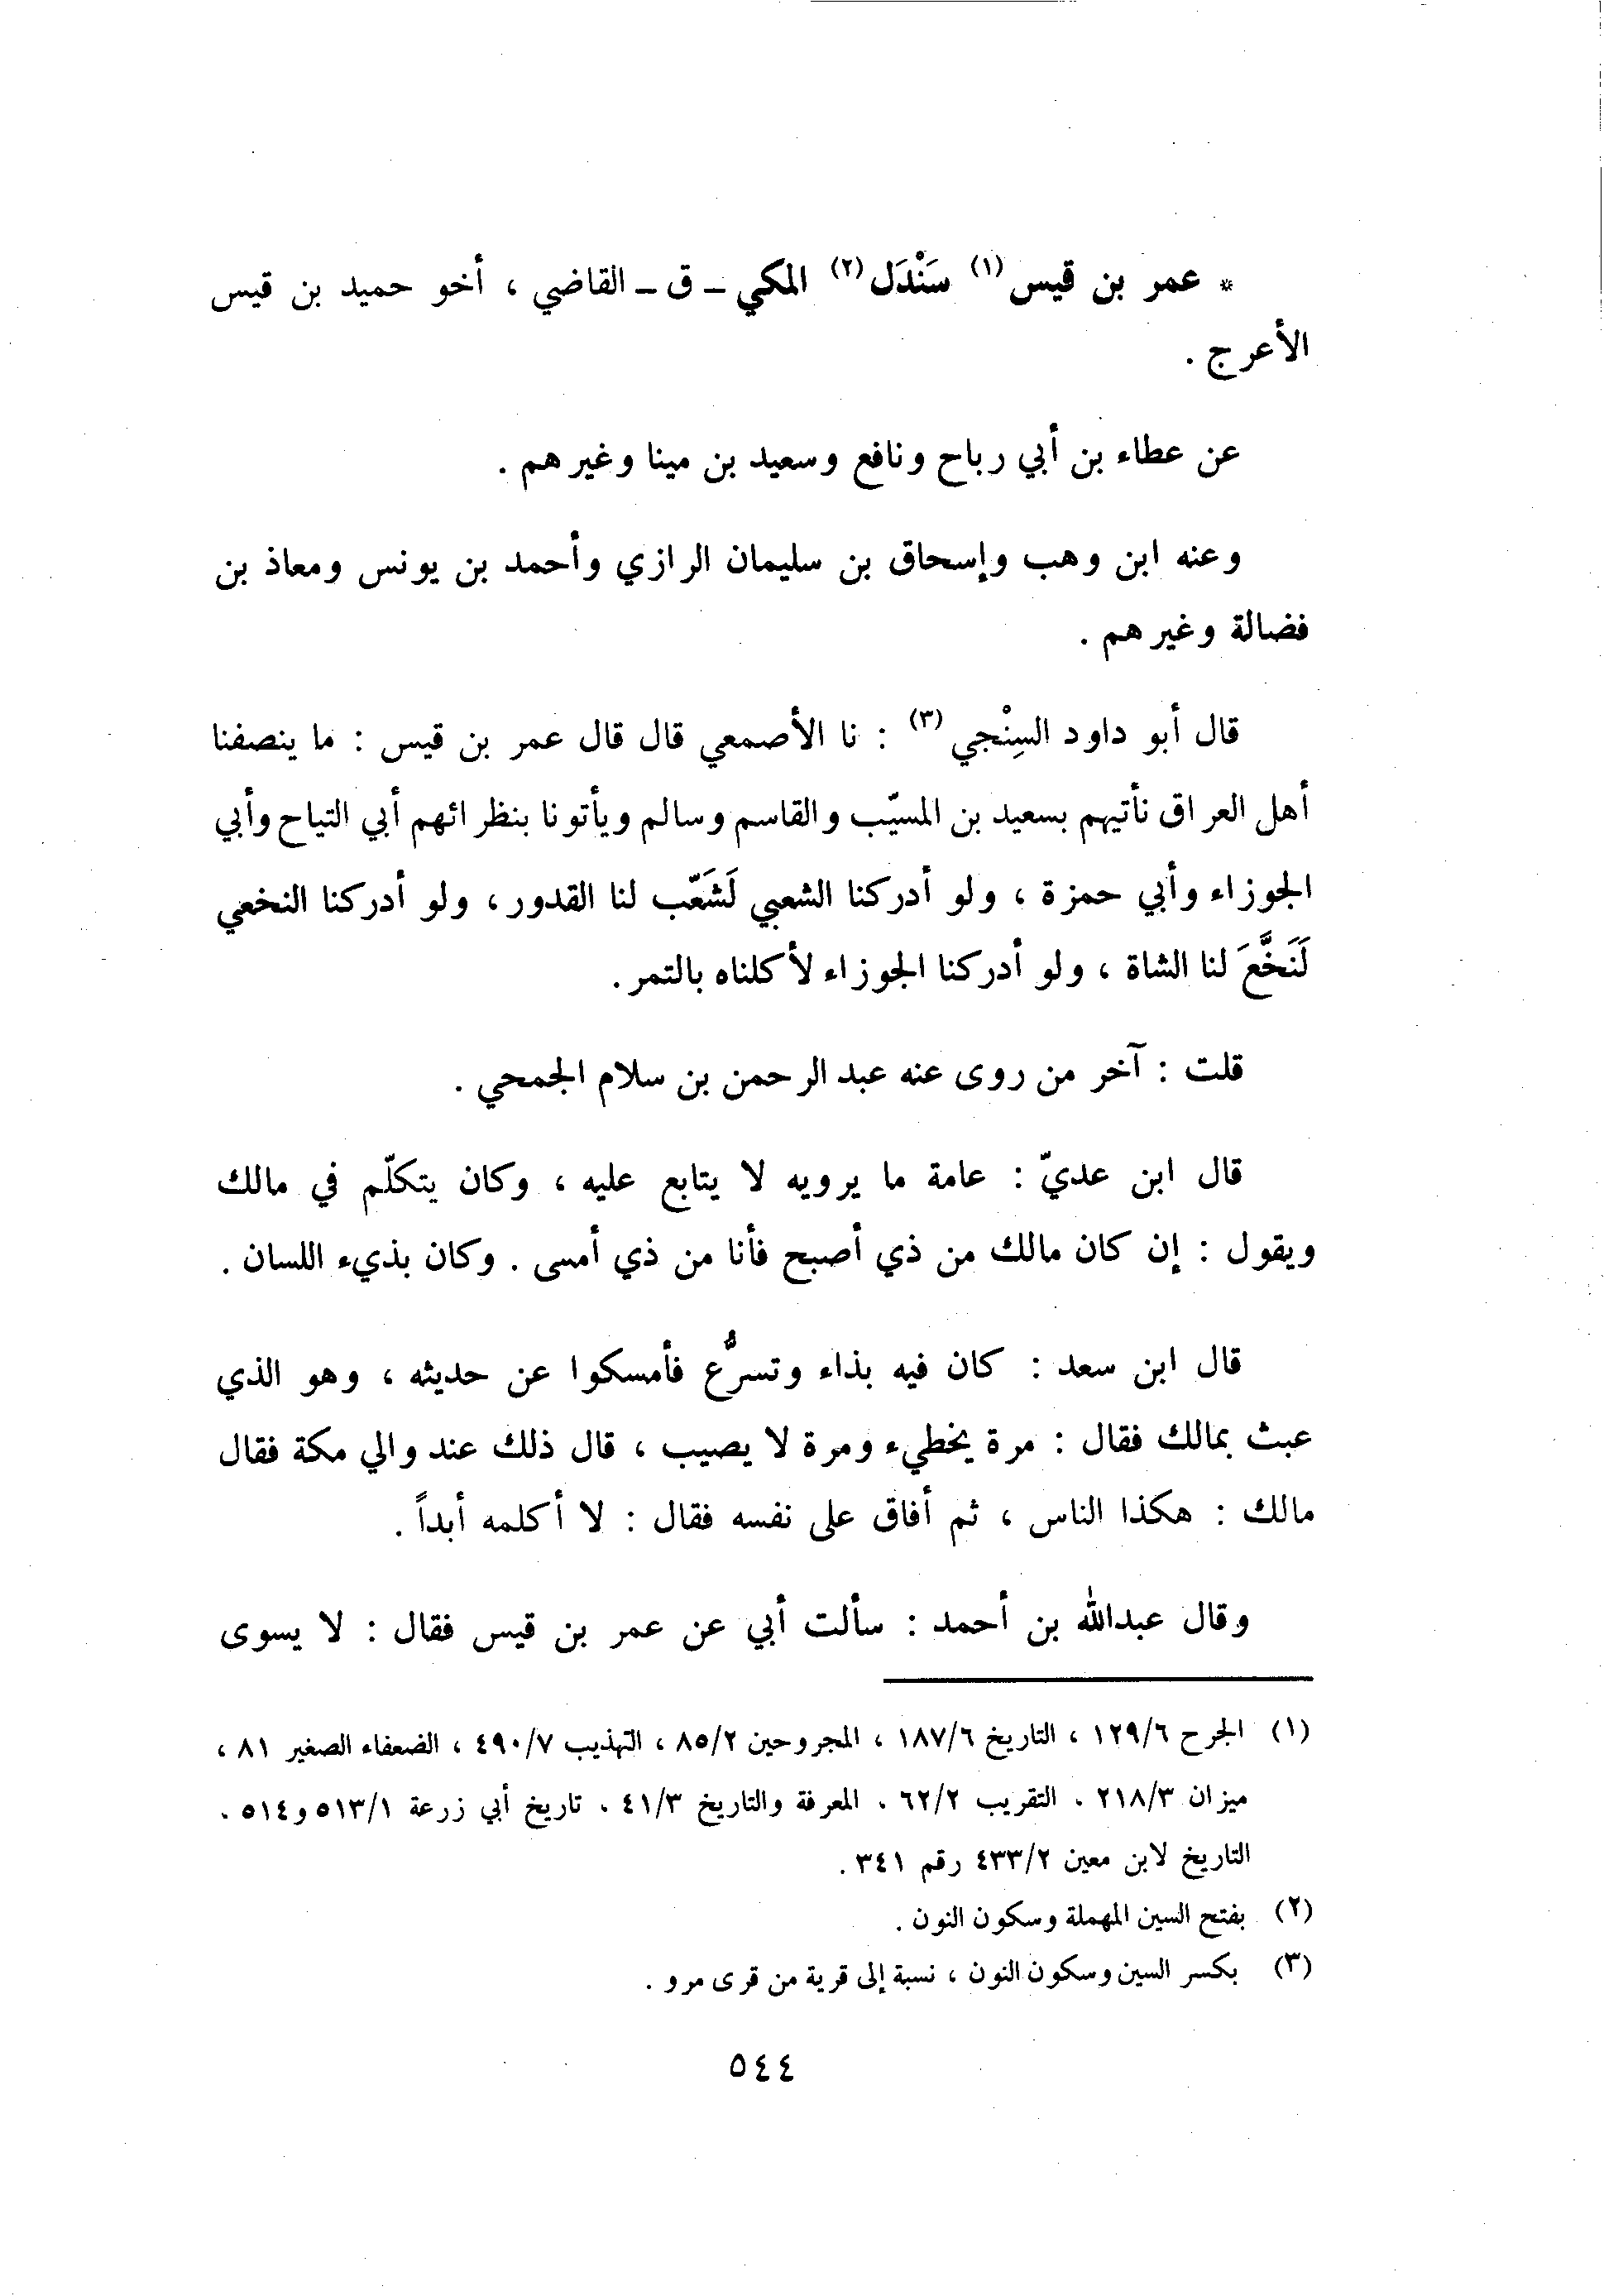 * عمر بن قيس(١) سَنْدَل(٢) المكي ــ ق ــ القاضي ، أخو حميد بن قيس
الأعرج .
عن عطاء بن أبي رباح ونافع وسعيد بن مينا وغيرهم .
وعنه ابن وهب وإسحاق بن سليمان الرازي وأحمد بن يونس ومعاذ بن
فضالة وغيرهم .
قال أبو داود السِنْجي(٣) : نا الأصمعي قال قال عمر بن قيس : ما ينصفنا
أهل العراق نأتيهم بسعيد بن المسيّب والقاسم وسالم ويأتونا بنظرائهم أبي التياح وأبي
الجوزاء وأبي حمزة ، ولو أدركنا الشعبي لَشَعّب لنا القدور ، ولو أدركنا النخعي
لَنَخَّعَ لنا الشاة ، ولو أدركنا الجوزاء لأكلناه بالتمر .
قلت : آخر من روى عنه عبد الرحمن بن سلام الجمحي .
قال ابن عديّ : عامة ما يرويه لا يتابع عليه ، وكان يتكلّم في مالك
ويقول : إن كان مالك من ذي أصبح فأنا من ذي أمسى . وكان بذيء اللسان .
قال ابن سعد : كان فيه بذاء وتسرُّع فأمسكوا عن حديثه ، وهو الذي
عبث بمالك فقال : مرة يخطيء ومرة لا يصيب ، قال ذلك عند والي مكة فقال
مالك : هكذا الناس ، ثم أفاق على نفسه فقال : لا أكلمه أبداً .
وقال عبدالله بن أحمد : سألت أبي عن عمر بن قيس فقال : لا يسوى
(١) الجرح ١٢٩/٦ ، التاريخ ١٨٧/٦ ، المجروحين ٨٥/٢ ، التهذيب ٤٩٠/٧ ، الضعفاء الصغير ٨١ ،
ميزان ٢١٨/٣ . التقريب ٦٢/٢ . المعرفة والتاريخ ٤١/٣ . تاريخ أبي زرعة ٥١٣/١ و٥١٤ .
التاريخ لابن معين ٤٣٣/٢ رقم ٣٤١ .
(٢) بفتح السين المهملة وسكون النون .
(٣) بكسر السين وسكون النون ، نسبة إلى قرية من قرى مرو .
٥٤٤